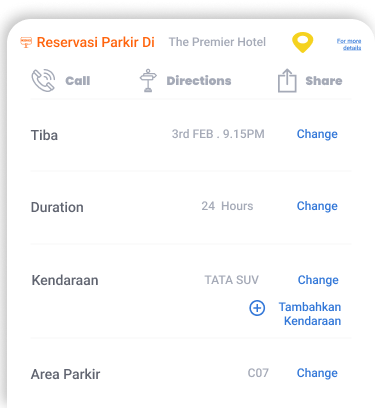 Reservasi Parkir Di The Premier Hotel For more
details
Call Directions Share
Tiba 3rd FEB . 9.15PM Change
Duration 24 Hours Change
Kendaraan TATA SUV Change
Tambahkan
Kendaraan
Area Parkir C07 Change